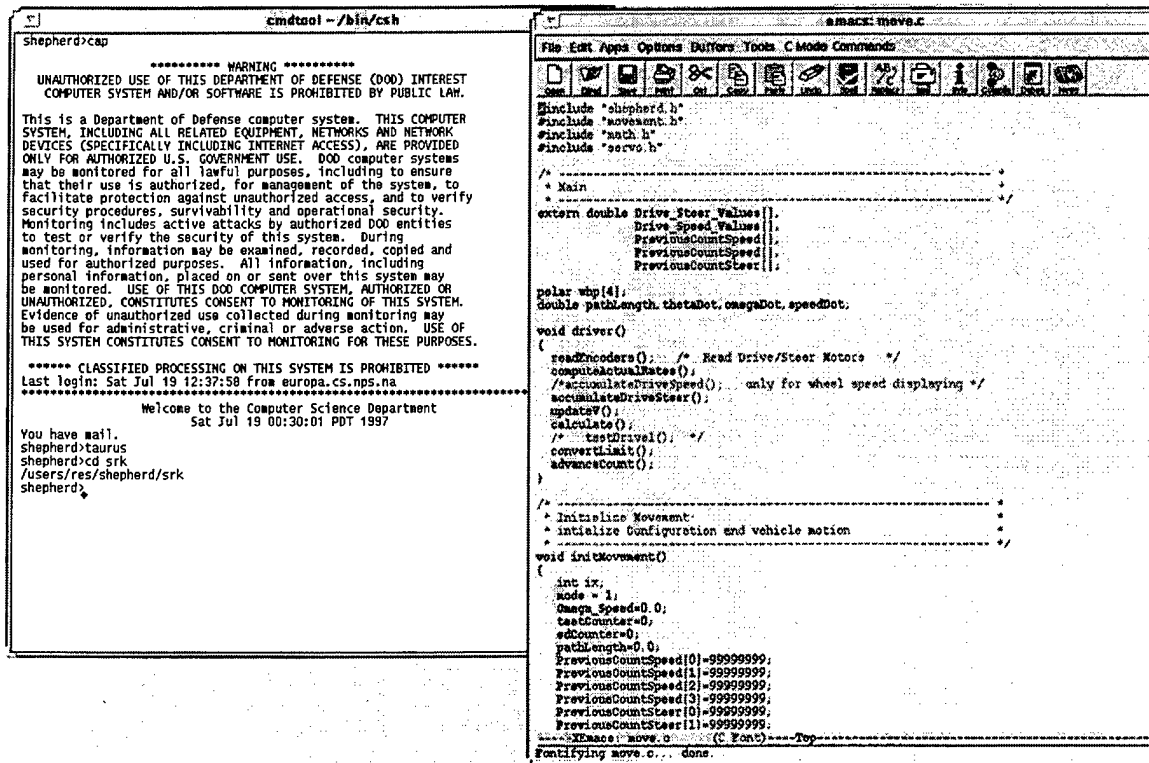 cmdtool - /bin/csh
shepherd>cap
********** WARNING **********
UNAUTHORIZED USE OF THIS DEPARTMENT OF DEFENSE (DOD) INTEREST
COMPUTER SYSTEM AND/OR SOFTWARE IS PROHIBITED BY PUBLIC LAW.
This is a Department of Defense computer system.  THIS COMPUTER
SYSTEM, INCLUDING ALL RELATED EQUIPMENT, NETWORKS AND NETWORK
DEVICES (SPECIFICALLY INCLUDING INTERNET ACCESS), ARE PROVIDED
ONLY FOR AUTHORIZED U.S. GOVERNMENT USE.  DOD computer systems
may be monitored for all lawful purposes, including to ensure
that their use is authorized, for management of the system, to
facilitate protection against unauthorized access, and to verify
security procedures, survivability and operational security.
Monitoring includes active attacks by authorized DOD entities
to test or verify the security of this system.  During
monitoring, information may be examined, recorded, copied and
used for authorized purposes.  All information, including
personal information, placed on or sent over this system may
be monitored.  USE OF THIS DOD COMPUTER SYSTEM, AUTHORIZED OR
UNAUTHORIZED, CONSTITUTES CONSENT TO MONITORING OF THIS SYSTEM.
Evidence of unauthorized use collected during monitoring may
be used for administrative, criminal or adverse action.  USE OF
THIS SYSTEM CONSTITUTES CONSENT TO MONITORING FOR THESE PURPOSES.
****** CLASSIFIED PROCESSING ON THIS SYSTEM IS PROHIBITED ******
Last login: Sat Jul 19 12:37:58 from europa.cs.nps.na
Welcome to the Computer Science Department
Sat Jul 19 00:30:01 PDT 1997
You have mail.
shepherd>taurus
shepherd>cd srk
/users/res/shepherd/srk
shepherd>
emacs: move.c
File Edit Apps Options Buffers Tools C Mode Commands
Open Save Print Cut Copy Paste Undo Spell Replace Mail Info Compile Debug News
#include "shepherd.h"
#include "movement.h"
#include "math.h"
#include "servo.h"
/* ---------------------------------------- *
* Main *
* ---------------------------------------- */
extern double Drive_Steer_Values[],
Drive_Speed_Values[],
PreviousCountSpeed[],
PreviousCountSpeed[],
PreviousCountSteer[];
polar whp[4];
double pathLength, thetaDot, omegaDot, speedDot;
void driver()
{
readEncoders();   /*  Read Drive/Steer Motors   */
computeActualRates();
/*accumulateDriveSpeed();   only for wheel speed displaying */
accumulateDriveSteer();
updateV();
calculate();
/*   testDrive1();   */
convertLimit();
advanceCount();
}
/* ---------------------------------------- *
* Initialize Movement *
* intialize Configuration and vehicle motion *
* ---------------------------------------- */
void initMovement()
{
int ix;
mode = 1;
Omega_Speed=0.0;
testCounter=0;
edCounter=0;
pathLength=0.0;
PreviousCountSpeed[0]=99999999;
PreviousCountSpeed[1]=99999999;
PreviousCountSpeed[2]=99999999;
PreviousCountSpeed[3]=99999999;
PreviousCountSteer[0]=99999999;
PreviousCountSteer[1]=99999999;
-----XEmacs: move.c      (C Font)----Top----
Fontifying move.c... done.